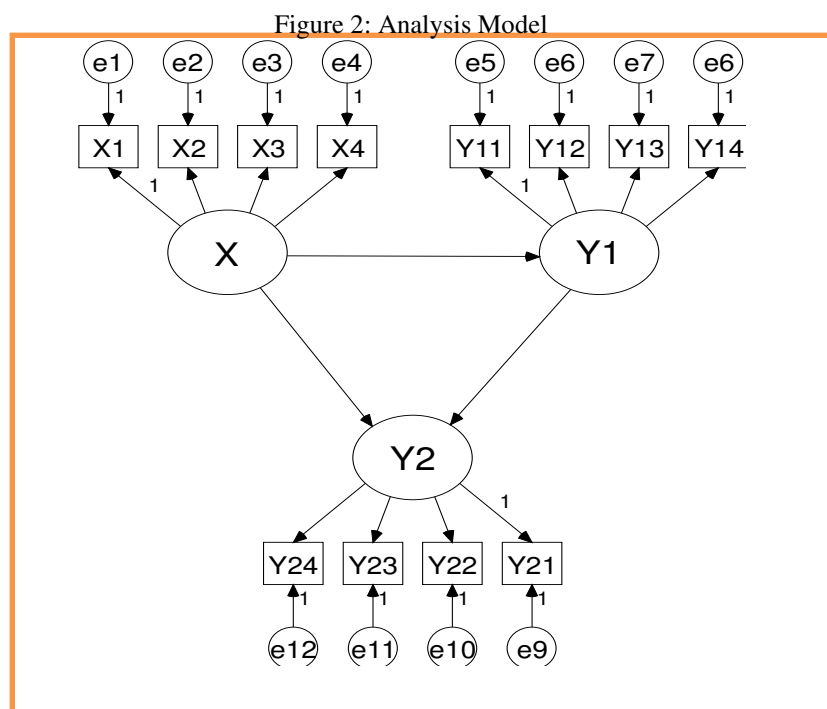 Figure 2: Analysis Model
e1 e2 e3 e4 e5 e6 e7 e6
1 1 1 1 1 1 1 1
X1 X2 X3 X4 Y11 Y12 Y13 Y14
1 1
X Y1
Y2
1
Y24 Y23 Y22 Y21
1 1 1 1
e12 e11 e10 e9